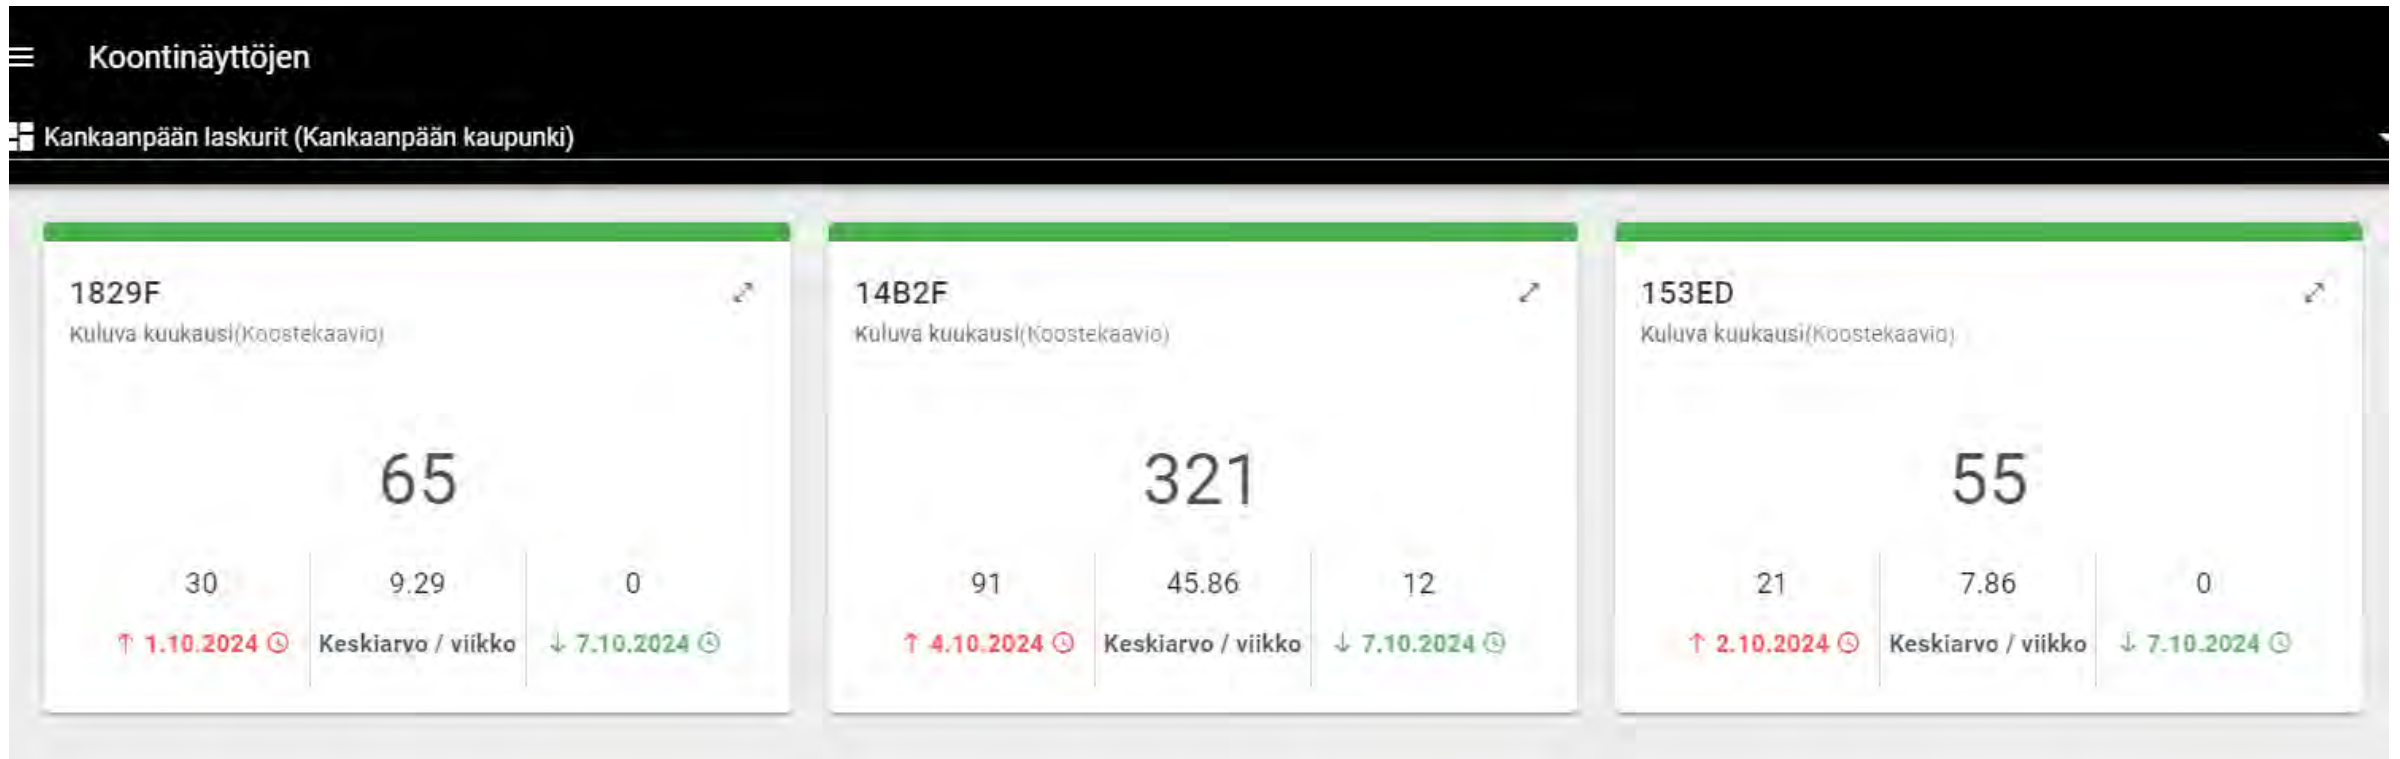 Koontinäyttöjen
Kankaanpään laskurit (Kankaanpään kaupunki)
1829F
Kuluva kuukausi(Koostekaavio)
65
30
9.29
0
↑ 1.10.2024
Keskiarvo / viikko
↓ 7.10.2024
14B2F
Kuluva kuukausi(Koostekaavio)
321
91
45.86
12
↑ 4.10.2024
Keskiarvo / viikko
↓ 7.10.2024
153ED
Kuluva kuukausi(Koostekaavio)
55
21
7.86
0
↑ 2.10.2024
Keskiarvo / viikko
↓ 7.10.2024